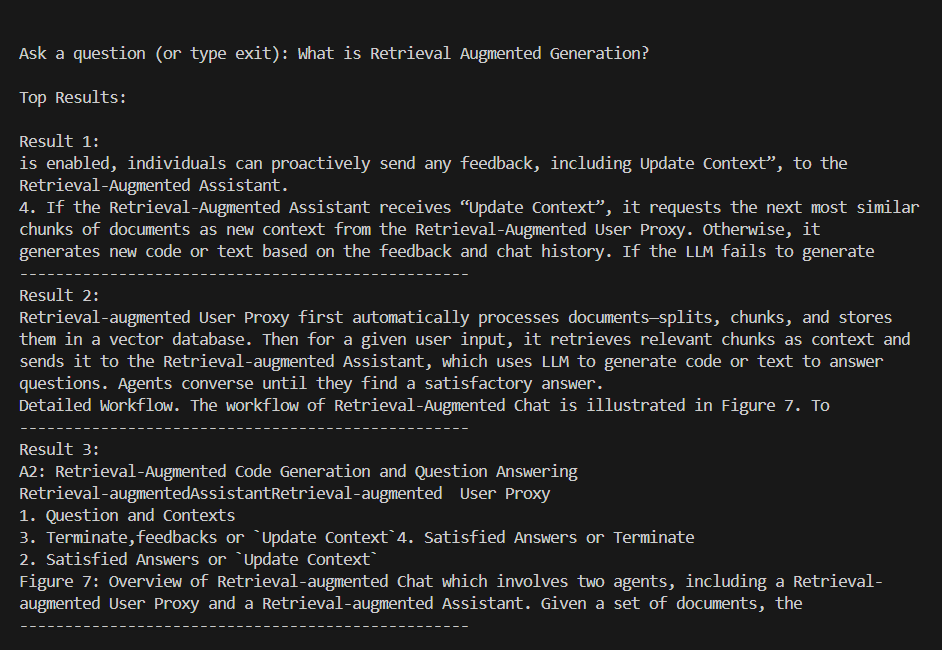 Ask a question (or type exit): What is Retrieval Augmented Generation?
Top Results:
Result 1:
is enabled, individuals can proactively send any feedback, including Update Context”, to the
Retrieval-Augmented Assistant.
4. If the Retrieval-Augmented Assistant receives “Update Context”, it requests the next most similar
chunks of documents as new context from the Retrieval-Augmented User Proxy. Otherwise, it
generates new code or text based on the feedback and chat history. If the LLM fails to generate
--------------------------------------------------
Result 2:
Retrieval-augmented User Proxy first automatically processes documents—splits, chunks, and stores
them in a vector database. Then for a given user input, it retrieves relevant chunks as context and
sends it to the Retrieval-augmented Assistant, which uses LLM to generate code or text to answer
questions. Agents converse until they find a satisfactory answer.
Detailed Workflow. The workflow of Retrieval-Augmented Chat is illustrated in Figure 7. To
--------------------------------------------------
Result 3:
A2: Retrieval-Augmented Code Generation and Question Answering
Retrieval-augmentedAssistantRetrieval-augmented  User Proxy
1. Question and Contexts
3. Terminate,feedbacks or `Update Context`4. Satisfied Answers or Terminate
2. Satisfied Answers or `Update Context`
Figure 7: Overview of Retrieval-augmented Chat which involves two agents, including a Retrieval-
augmented User Proxy and a Retrieval-augmented Assistant. Given a set of documents, the
--------------------------------------------------